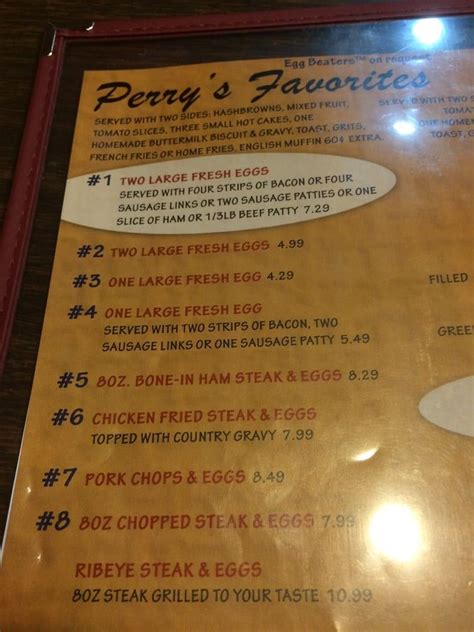 Egg Beaters™ on request
Perry's Favorites
SERVED WITH TWO SIDES: HASHBROWNS, MIXED FRUIT,
TOMATO SLICES, THREE SMALL HOT CAKES, ONE
HOMEMADE BUTTERMILK BISCUIT & GRAVY, TOAST, GRITS,
FRENCH FRIES OR HOME FRIES. ENGLISH MUFFIN 60¢ EXTRA.
#1 TWO LARGE FRESH EGGS
SERVED WITH FOUR STRIPS OF BACON OR FOUR
SAUSAGE LINKS OR TWO SAUSAGE PATTIES OR ONE
SLICE OF HAM OR 1/3LB BEEF PATTY 7.29
#2 TWO LARGE FRESH EGGS 4.99
#3 ONE LARGE FRESH EGG 4.29
#4 ONE LARGE FRESH EGG
SERVED WITH TWO STRIPS OF BACON, TWO
SAUSAGE LINKS OR ONE SAUSAGE PATTY 5.49
#5 8OZ. BONE-IN HAM STEAK & EGGS 8.29
#6 CHICKEN FRIED STEAK & EGGS
TOPPED WITH COUNTRY GRAVY 7.99
#7 PORK CHOPS & EGGS 8.49
#8 8OZ CHOPPED STEAK & EGGS 7.99
RIBEYE STEAK & EGGS
8OZ STEAK GRILLED TO YOUR TASTE 10.99
SERVED WITH TWO
TOMATO
FILLED